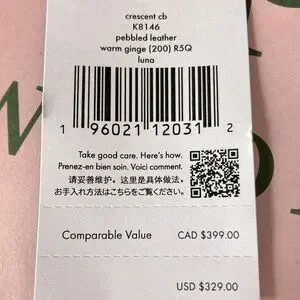 crescent cb
K8146
pebbled leather
warm ginge (200) R5Q
luna
1 96021 12031 2
Take good care. Here's how.
Prenez-en bien soin. Voici comment.
请妥善维护。这里是具体做法。
お手入れ方法はこちらをご覧ください。
Comparable Value CAD $399.00
USD $329.00